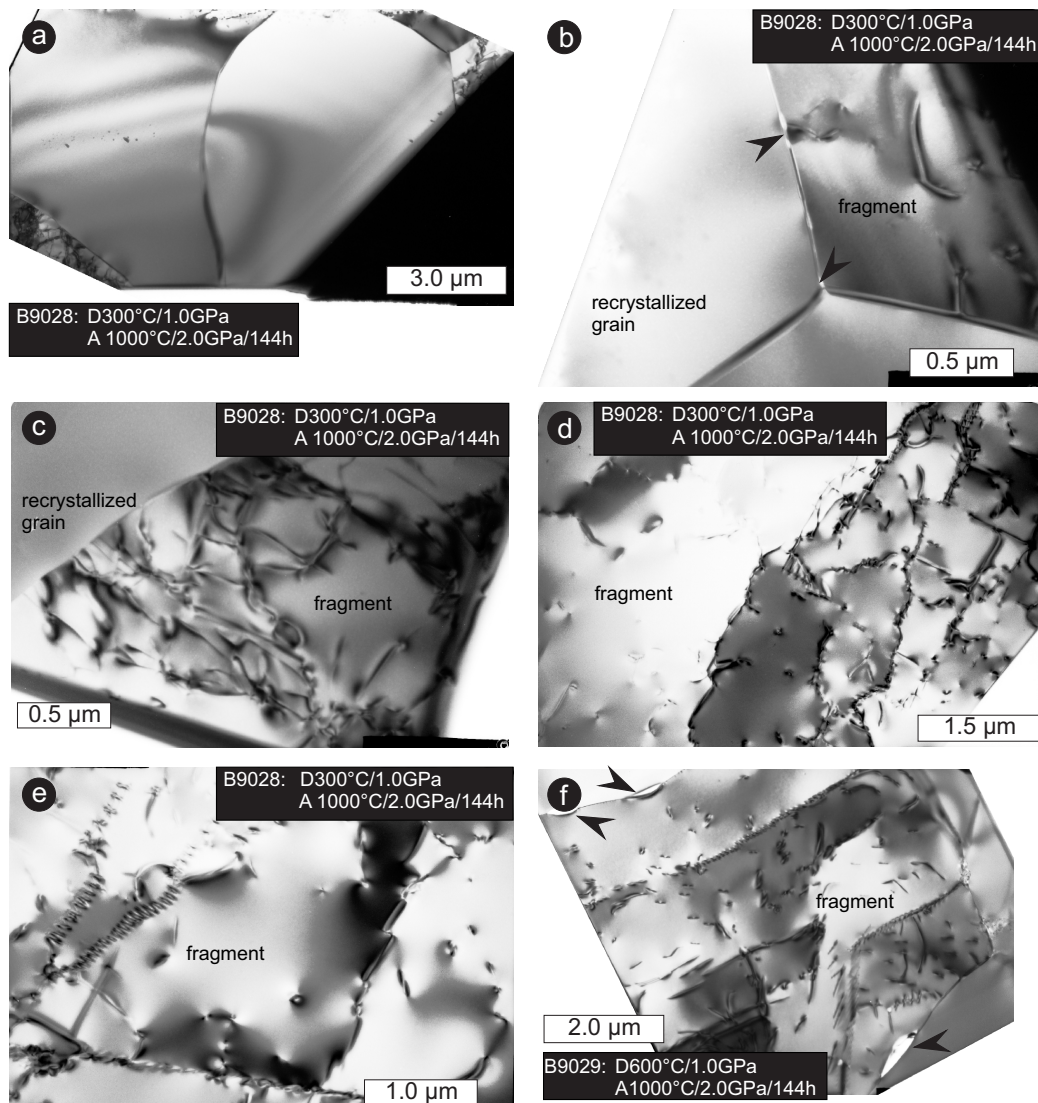 a
3.0 µm
B9028: D300°C/1.0GPa
A 1000°C/2.0GPa/144h
b
B9028: D300°C/1.0GPa
A 1000°C/2.0GPa/144h
fragment
recrystallized
grain
0.5 µm
c
B9028: D300°C/1.0GPa
A 1000°C/2.0GPa/144h
recrystallized
grain
fragment
0.5 µm
d
B9028: D300°C/1.0GPa
A 1000°C/2.0GPa/144h
fragment
1.5 µm
e
B9028: D300°C/1.0GPa
A 1000°C/2.0GPa/144h
fragment
1.0 µm
f
fragment
2.0 µm
B9029: D600°C/1.0GPa
A1000°C/2.0GPa/144h